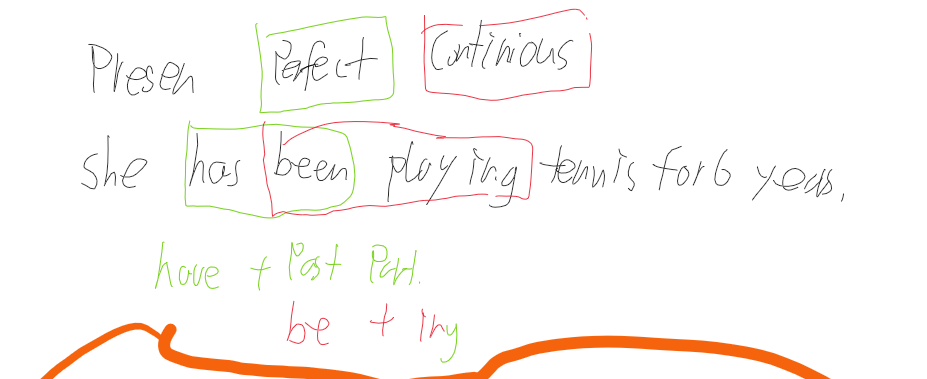 Presen Perfect Continious
she has been playing tennis for 6 years.
have + Past Part.
be + ing